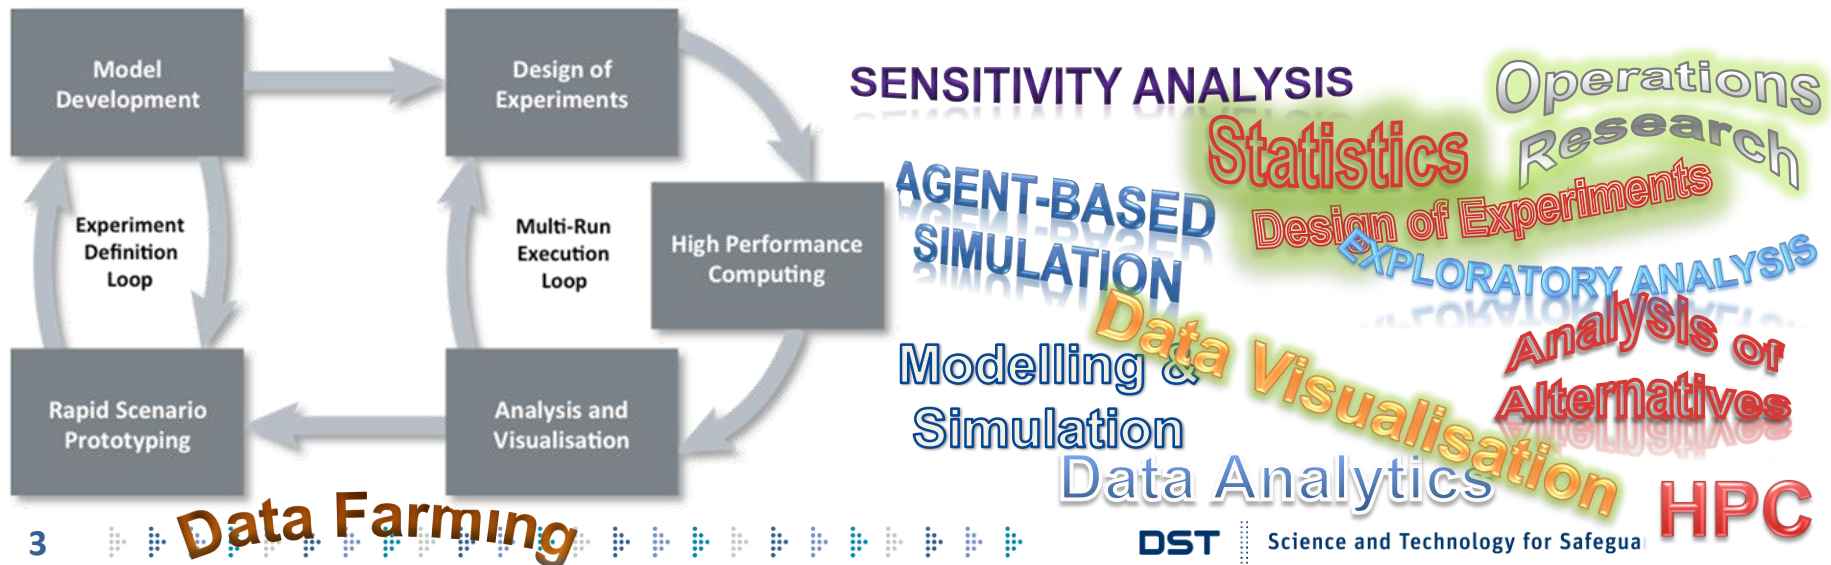 Model
Development
Design of
Experiments
Experiment
Definition
Loop
Multi-Run
Execution
Loop
High Performance
Computing
Rapid Scenario
Prototyping
Analysis and
Visualisation
SENSITIVITY ANALYSIS
Operations
Research
Statistics
AGENT-BASED
SIMULATION
Design of Experiments
EXPLORATORY ANALYSIS
Data Visualisation
Analysis of
Alternatives
Modelling &
Simulation
Data Analytics
HPC
Data Farming
3
DST
Science and Technology for Safegua